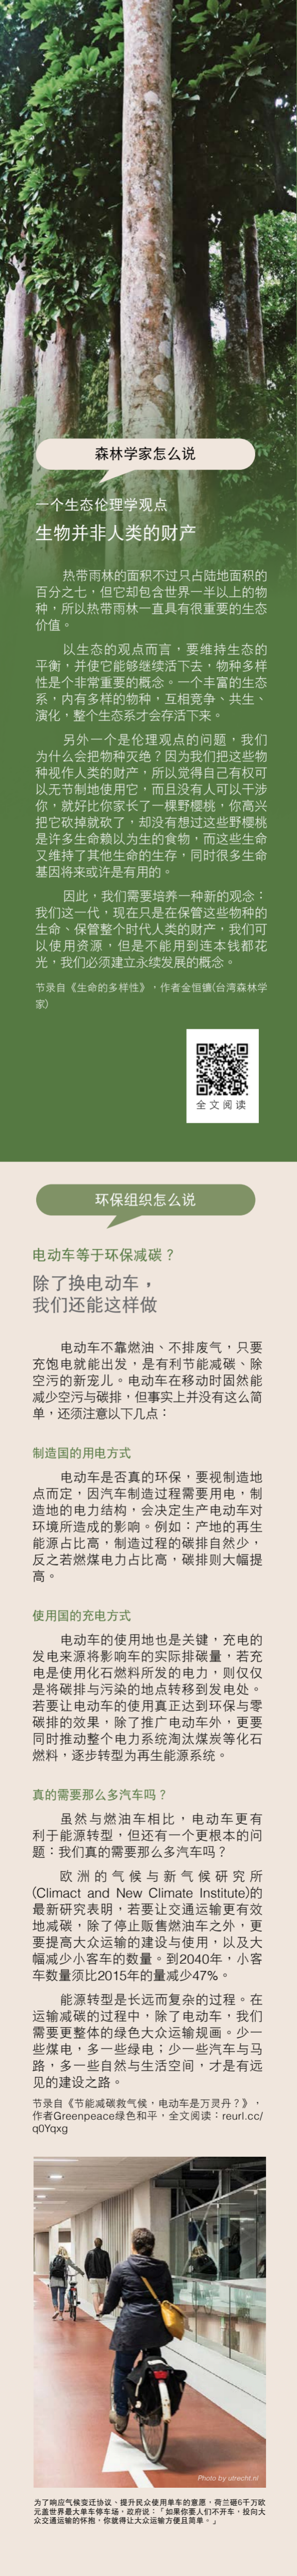 森林学家怎么说
一个生态伦理学观点
生物并非人类的财产
热带雨林的面积不过只占陆地面积的
百分之七，但它却包含世界一半以上的物
种，所以热带雨林一直具有很重要的生态
价值。
以生态的观点而言，要维持生态的
平衡，并使它能够继续活下去，物种多样
性是个非常重要的概念。一个丰富的生态
系，内有多样的物种，互相竞争、共生、
演化，整个生态系才会存活下来。
另外一个是伦理观点的问题，我们
为什么会把物种灭绝？因为我们把这些物
种视作人类的财产，所以觉得自己有权可
以无节制地使用它，而且没有人可以干涉
你，就好比你家长了一棵野樱桃，你高兴
把它砍掉就砍了，却没有想过这些野樱桃
是许多生命赖以为生的食物，而这些生命
又维持了其他生命的生存，同时很多生命
基因将来或许是有用的。
因此，我们需要培养一种新的观念：
我们这一代，现在只是在保管这些物种的
生命、保管整个时代人类的财产，我们可
以使用资源，但是不能用到连本钱都花
光，我们必须建立永续发展的概念。
节录自《生命的多样性》，作者金恒镳(台湾森林学
家)
全文阅读
环保组织怎么说
电动车等于环保减碳？
除了换电动车，
我们还能这样做
电动车不靠燃油、不排废气，只要
充饱电就能出发，是有利节能减碳、除
空污的新宠儿。电动车在移动时固然能
减少空污与碳排，但事实上并没有这么简
单，还须注意以下几点：
制造国的用电方式
电动车是否真的环保，要视制造地
点而定，因汽车制造过程需要用电，制
造地的电力结构，会决定生产电动车对
环境所造成的影响。例如：产地的再生
能源占比高，制造的碳排自然少，
反之若燃煤电力占比高，碳排则大幅提
高。
使用国的充电方式
电动车的使用地也是关键，充电的
发电来源将影响车的实际排碳量，若充
电是使用化石燃料所发的电力，则仅仅
是将碳排与污染的地点转移到发电处。
若要让电动车的使用真正达到环保与零
碳排的效果，除了推广电动车外，更要
同时推动整个电力系统淘汰煤炭等化石
燃料，逐步转型为再生能源系统。
真的需要那么多汽车吗？
虽然与燃油车相比，电动车更有
利于能源转型，但还有一个更根本的问
题：我们真的需要那么多汽车吗？
欧洲的气候与新气候研究所
(Climact and New Climate Institute)的
最新研究表明，若要让交通运输更有效
地减碳，除了停止贩售燃油车之外，更
要提高大众运输的建设与使用，以及大
幅减少小客车的数量。到2040年，小客
车数量须比2015年的量减少47%。
能源转型是长远而复杂的过程。在
运输减碳的过程中，除了电动车，我们
需要更整体的绿色大众运输规画。少一
些煤电，多一些绿电；少一些汽车与马
路，多一些自然与生活空间，才是有远
见的建设之路。
节录自《节能减碳救气候，电动车是万灵丹？》，
作者Greenpeace绿色和平，全文阅读：reurl.cc/
q0Yqxg
Photo by utrecht.nl
为了响应气候变迁协议、提升民众使用单车的意愿，荷兰砸6千万欧
元盖世界最大单车停车场，政府说：「如果你要人们不开车，投向大
众交通运输的怀抱，你就得让大众运输方便且简单。」